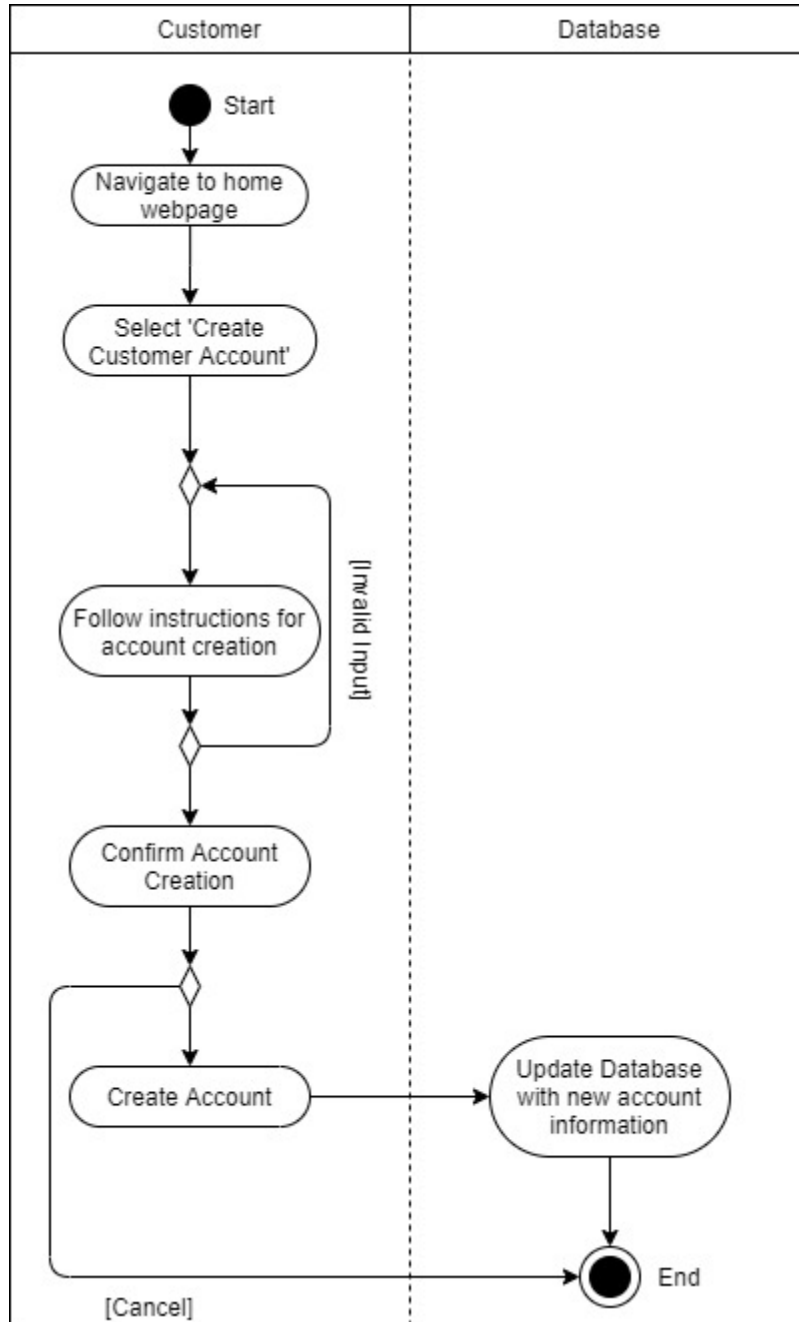 Customer
Database
Start
Navigate to home
webpage
Select 'Create
Customer Account'
[Invalid Input]
Follow instructions for
account creation
Confirm Account
Creation
Create Account
Update Database
with new account
information
End
[Cancel]